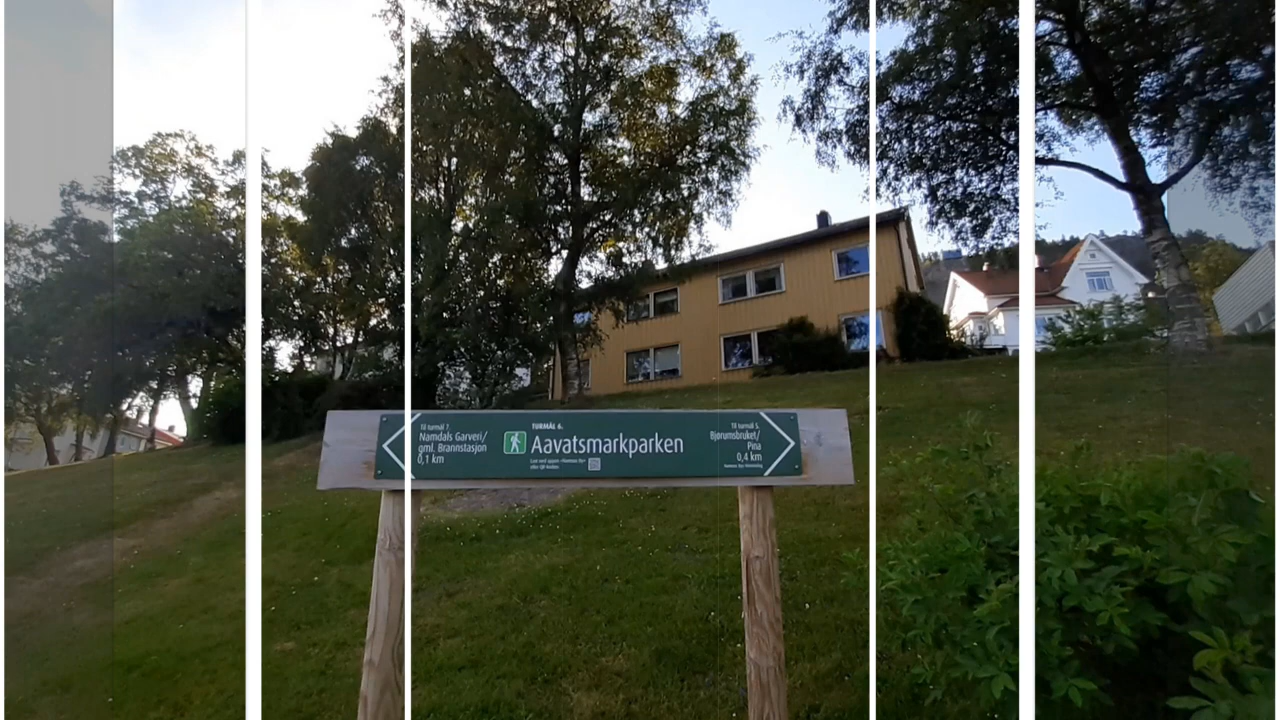 Til turmål 7.
Namdals Garveri/
gml. Brannstasjon
0,1 km
TURMÅL 6.
Aavatsmarkparken
Til turmål 5.
Bjørumsbruket/
Pina
0,4 km